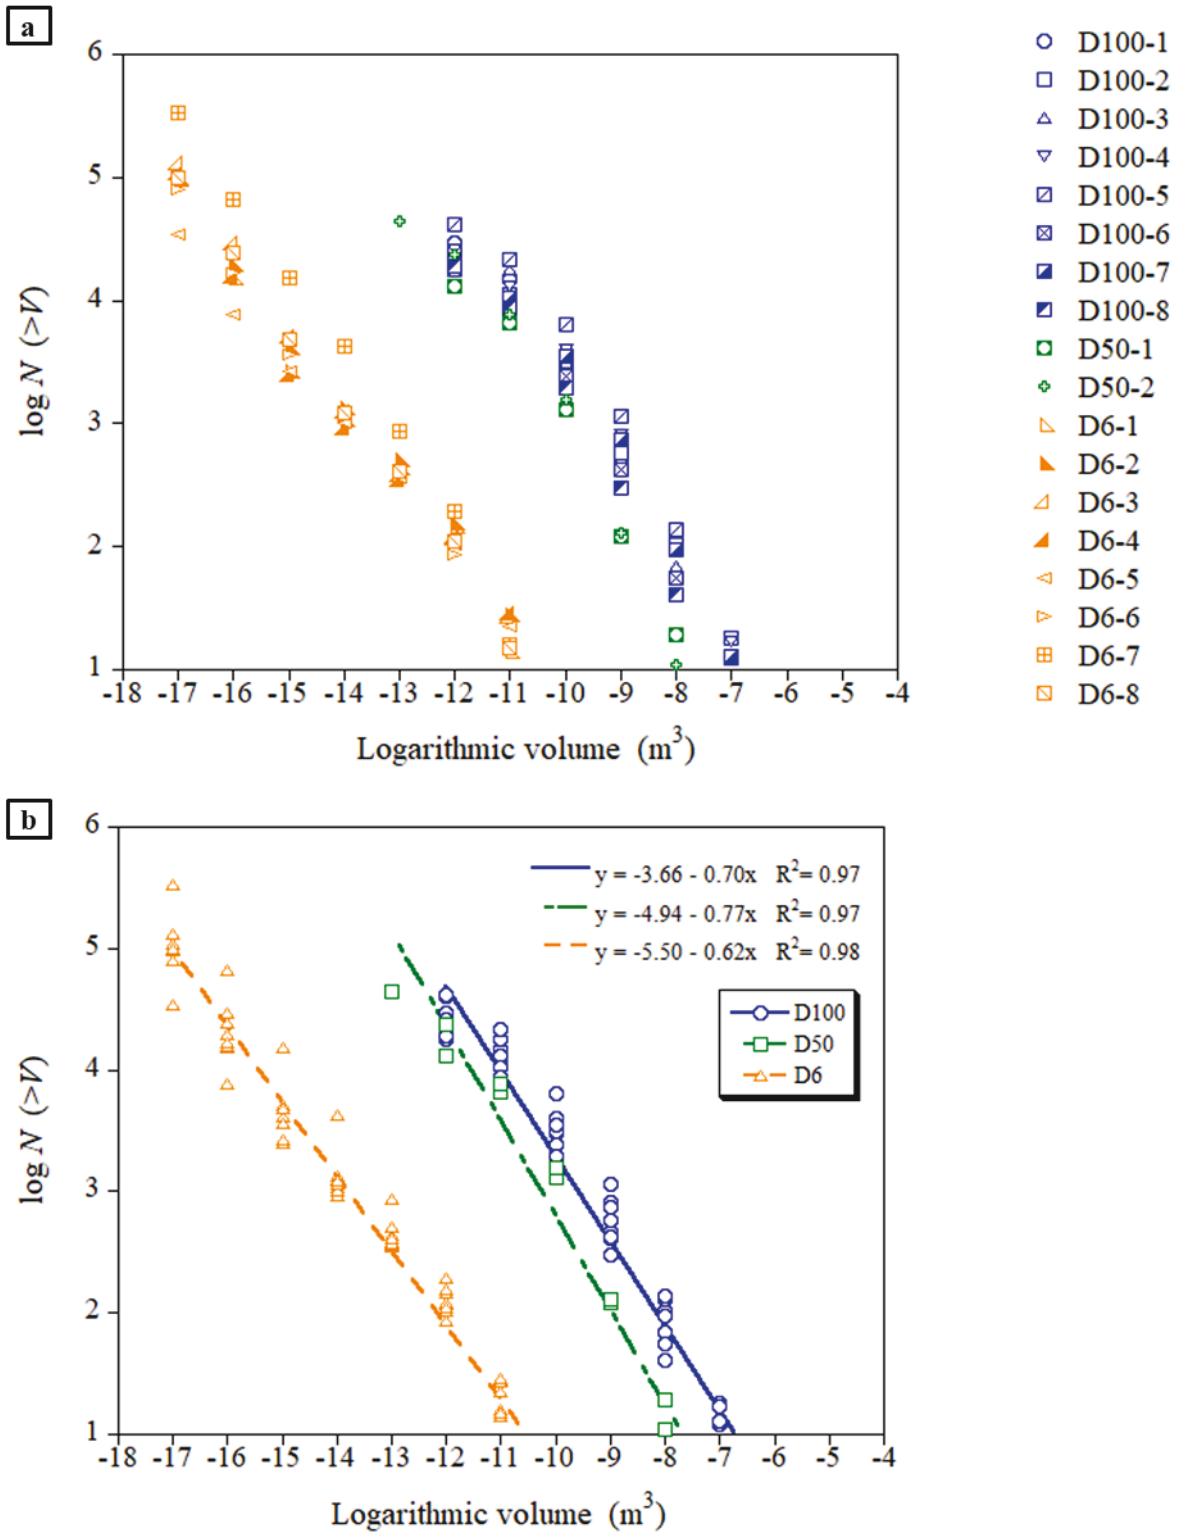 a
6
5
4
3
2
1
log N (>V)
-18 -17 -16 -15 -14 -13 -12 -11 -10 -9 -8 -7 -6 -5 -4
Logarithmic volume (m³)
D100-1
D100-2
D100-3
D100-4
D100-5
D100-6
D100-7
D100-8
D50-1
D50-2
D6-1
D6-2
D6-3
D6-4
D6-5
D6-6
D6-7
D6-8
b
6
5
4
3
2
1
log N (>V)
y = -3.66 - 0.70x R²= 0.97
y = -4.94 - 0.77x R²= 0.97
y = -5.50 - 0.62x R²= 0.98
D100
D50
D6
-18 -17 -16 -15 -14 -13 -12 -11 -10 -9 -8 -7 -6 -5 -4
Logarithmic volume (m³)